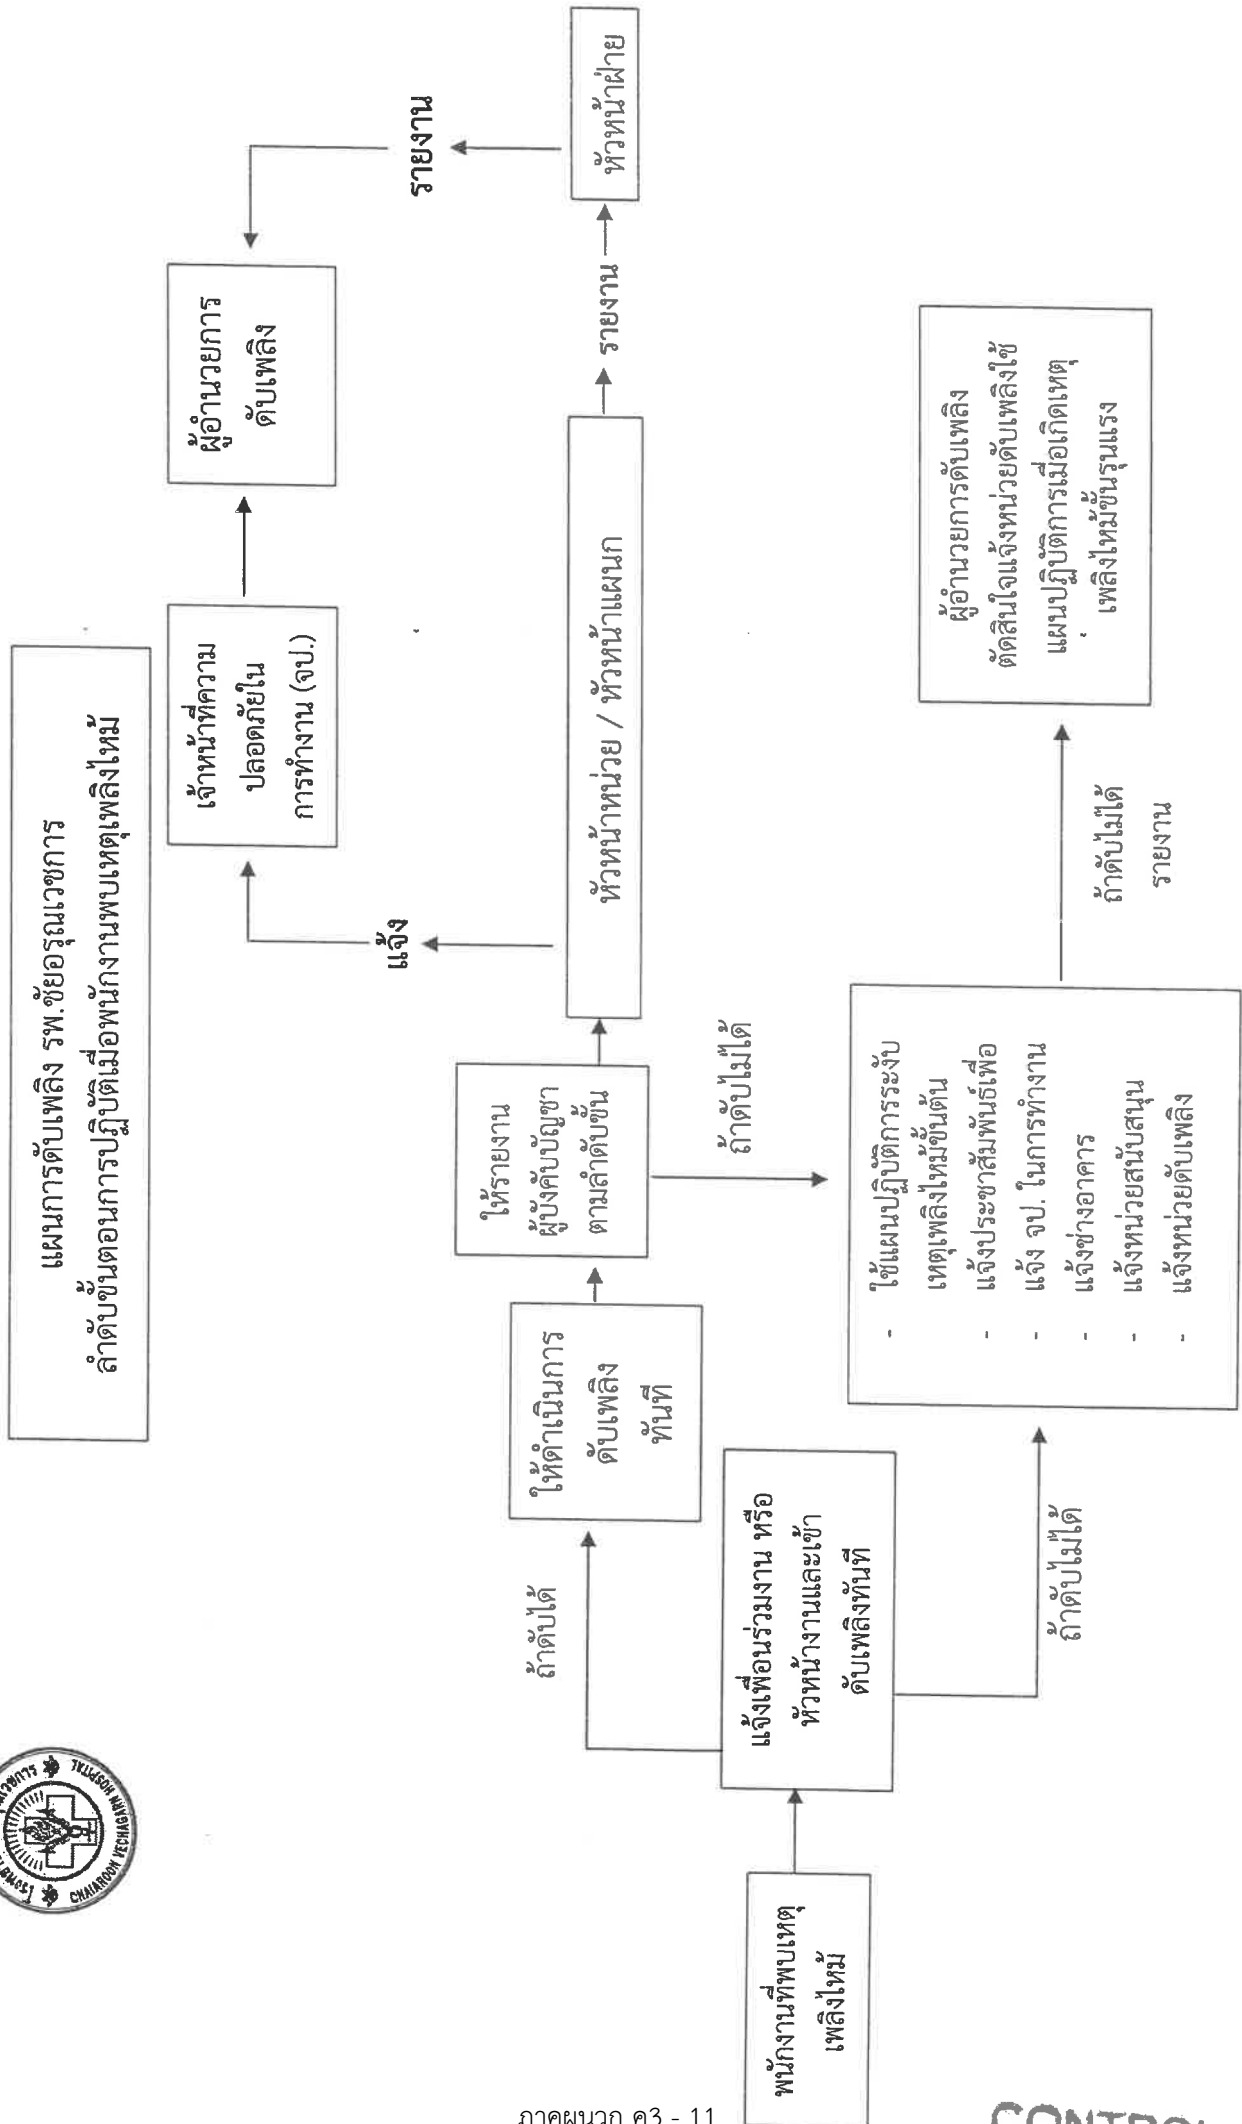 แผนการดับเพลิง รพ.ชัยอรุณเวชการ
ลำดับขั้นตอนการปฏิบัติเมื่อพนักงานพบเหตุเพลิงไหม้
CHAIAROON VECHAGARN HOSPITAL
พนักงานที่พบเหตุ
เพลิงไหม้
แจ้งเพื่อนร่วมงาน หรือ
หัวหน้างานและเข้า
ดับเพลิงทันที
ถ้าดับได้
ให้ดำเนินการ
ดับเพลิง
ทันที
ให้รายงาน
ผู้บังคับบัญชา
ตามลำดับขั้น
หัวหน้าหน่วย / หัวหน้าแผนก
แจ้ง
เจ้าหน้าที่ความ
ปลอดภัยใน
การทำงาน (จป.)
ผู้อำนวยการ
ดับเพลิง
รายงาน
หัวหน้าฝ่าย
รายงาน
ถ้าดับไม่ได้
ถ้าดับไม่ได้
- ใช้แผนปฏิบัติการระงับ
เหตุเพลิงไหม้ขั้นต้น
- แจ้งประชาสัมพันธ์เพื่อ
- แจ้ง จป. ในการทำงาน
- แจ้งช่างอาคาร
- แจ้งหน่วยสนับสนุน
- แจ้งหน่วยดับเพลิง
ถ้าดับไม่ได้
รายงาน
ผู้อำนวยการดับเพลิง
ตัดสินใจแจ้งหน่วยดับเพลิงใช้
แผนปฏิบัติการเมื่อเกิดเหตุ
เพลิงไหม้ขั้นรุนแรง
ภาคผนวก ค3 - 11